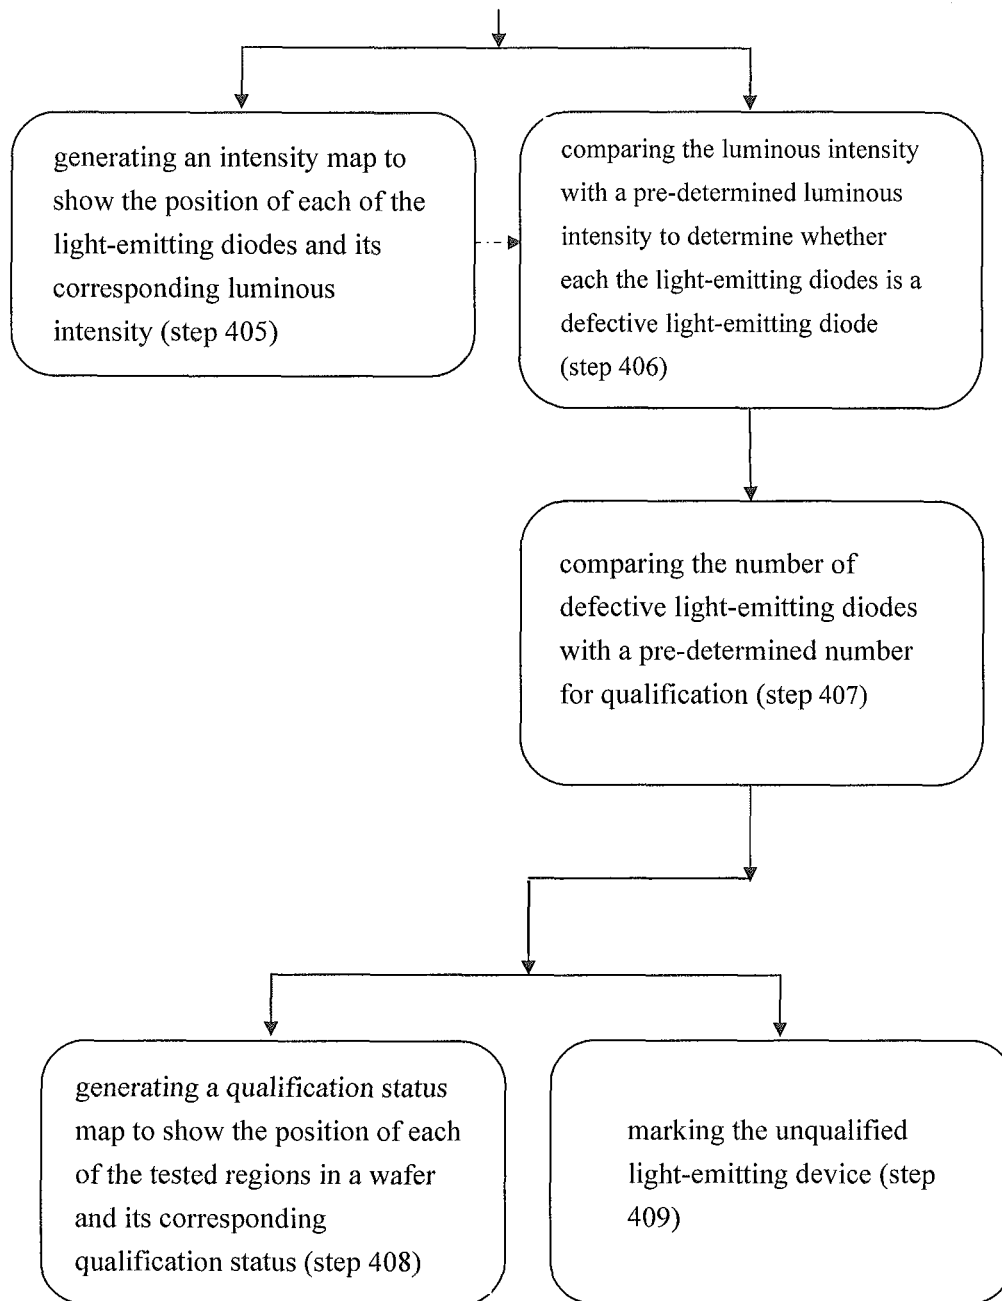 generating an intensity map to
show the position of each of the
light-emitting diodes and its
corresponding luminous
intensity (step 405)
comparing the luminous intensity
with a pre-determined luminous
intensity to determine whether
each the light-emitting diodes is a
defective light-emitting diode
(step 406)
comparing the number of
defective light-emitting diodes
with a pre-determined number
for qualification (step 407)
generating a qualification status
map to show the position of each
of the tested regions in a wafer
and its corresponding
qualification status (step 408)
marking the unqualified
light-emitting device (step
409)